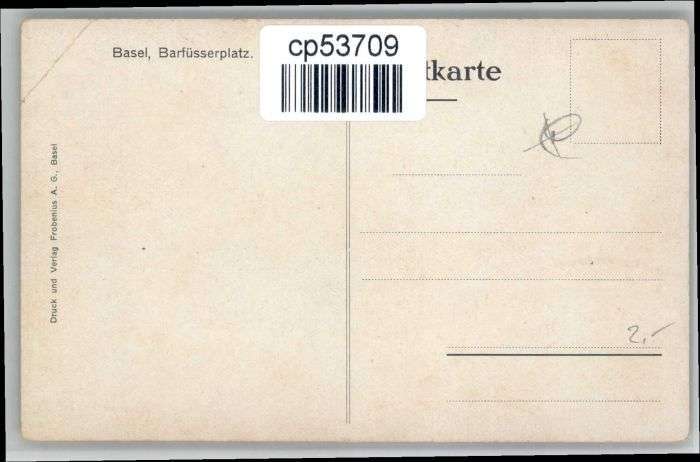 Basel, Barfüsserplatz.
cp53709
tkarte
Druck und Verlag Frobenius A. G., Basel
2,-